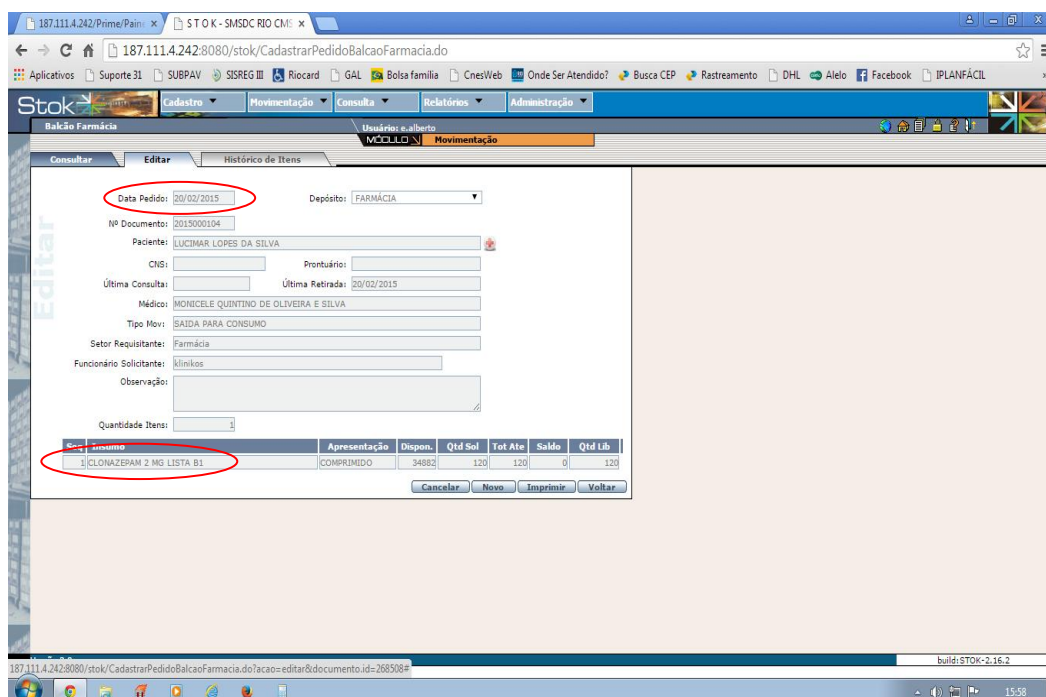 187.111.4.242/Prime/Paine × S T O K - SMSDC RIO CMS ×
187.111.4.242:8080/stok/CadastrarPedidoBalcaoFarmacia.do
Aplicativos Suporte 31 SUBPAV SISREG III Riocard GAL Bolsa família CnesWeb Onde Ser Atendido? Busca CEP Rastreamento DHL Alelo Facebook IPLANFÁCIL »
Stok Cadastro Movimentação Consulta Relatórios Administração
Balcão Farmácia Usuário: e.alberto
MÓDULO Movimentação
Consultar Editar Histórico de Itens
Editar
Data Pedido: 20/02/2015 Depósito: FARMÁCIA
Nº Documento: 2015000104
Paciente: LUCIMAR LOPES DA SILVA
CNS: Prontuário:
Última Consulta: Última Retirada: 20/02/2015
Médico: MONICELE QUINTINO DE OLIVEIRA E SILVA
Tipo Mov: SAIDA PARA CONSUMO
Setor Requisitante: Farmácia
Funcionário Solicitante: klinikos
Observação:
Quantidade Itens: 1
Seq Insumo Apresentação Dispon. Qtd Sol Tot Ate Saldo Qtd Lib
1 CLONAZEPAM 2 MG LISTA B1 COMPRIMIDO 34882 120 120 0 120
Cancelar Novo Imprimir Voltar
build:STOK-2.16.2
187.111.4.242:8080/stok/CadastrarPedidoBalcaoFarmacia.do?acao=editar&documento.id=268508#
15:58